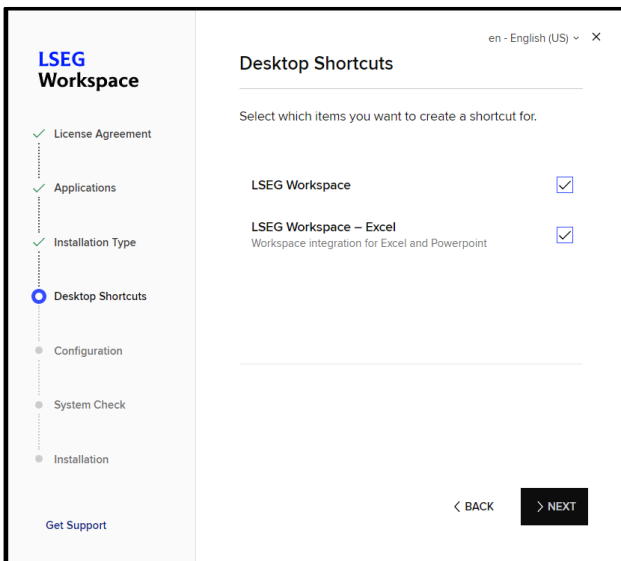 LSEG
Workspace
License Agreement
Applications
Installation Type
Desktop Shortcuts
Configuration
System Check
Installation
Get Support
en - English (US)
Desktop Shortcuts
Select which items you want to create a shortcut for.
LSEG Workspace
LSEG Workspace – Excel
Workspace integration for Excel and Powerpoint
BACK
NEXT